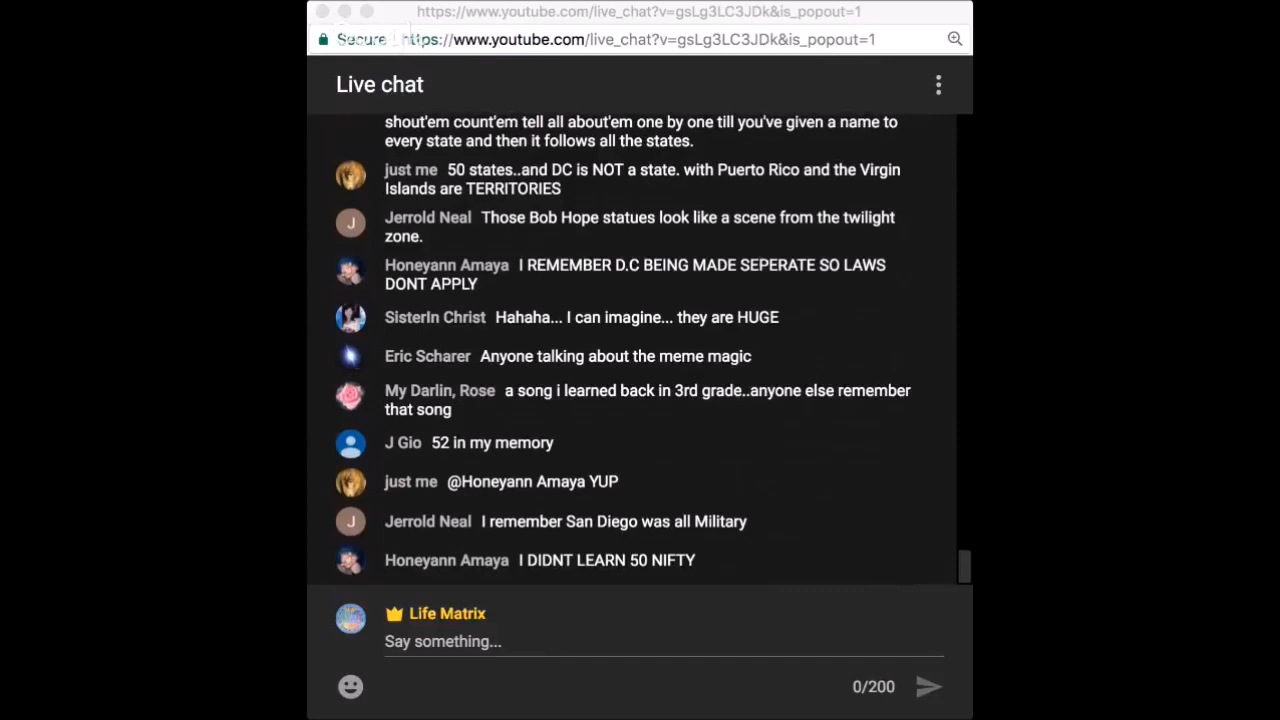 https://www.youtube.com/live_chat?v=gsLg3LC3JDk&is_popout=1
Secure https://www.youtube.com/live_chat?v=gsLg3LC3JDk&is_popout=1
Live chat
shout'em count'em tell all about'em one by one till you've given a name to
every state and then it follows all the states.
just me 50 states..and DC is NOT a state. with Puerto Rico and the Virgin
Islands are TERRITORIES
Jerrold Neal Those Bob Hope statues look like a scene from the twilight
zone.
Honeyann Amaya I REMEMBER D.C BEING MADE SEPERATE SO LAWS
DONT APPLY
SisterIn Christ Hahaha... I can imagine... they are HUGE
Eric Scharer Anyone talking about the meme magic
My Darlin, Rose a song i learned back in 3rd grade..anyone else remember
that song
J Gio 52 in my memory
just me @Honeyann Amaya YUP
J Jerrold Neal I remember San Diego was all Military
Honeyann Amaya I DIDNT LEARN 50 NIFTY
Life Matrix
Say something...
0/200